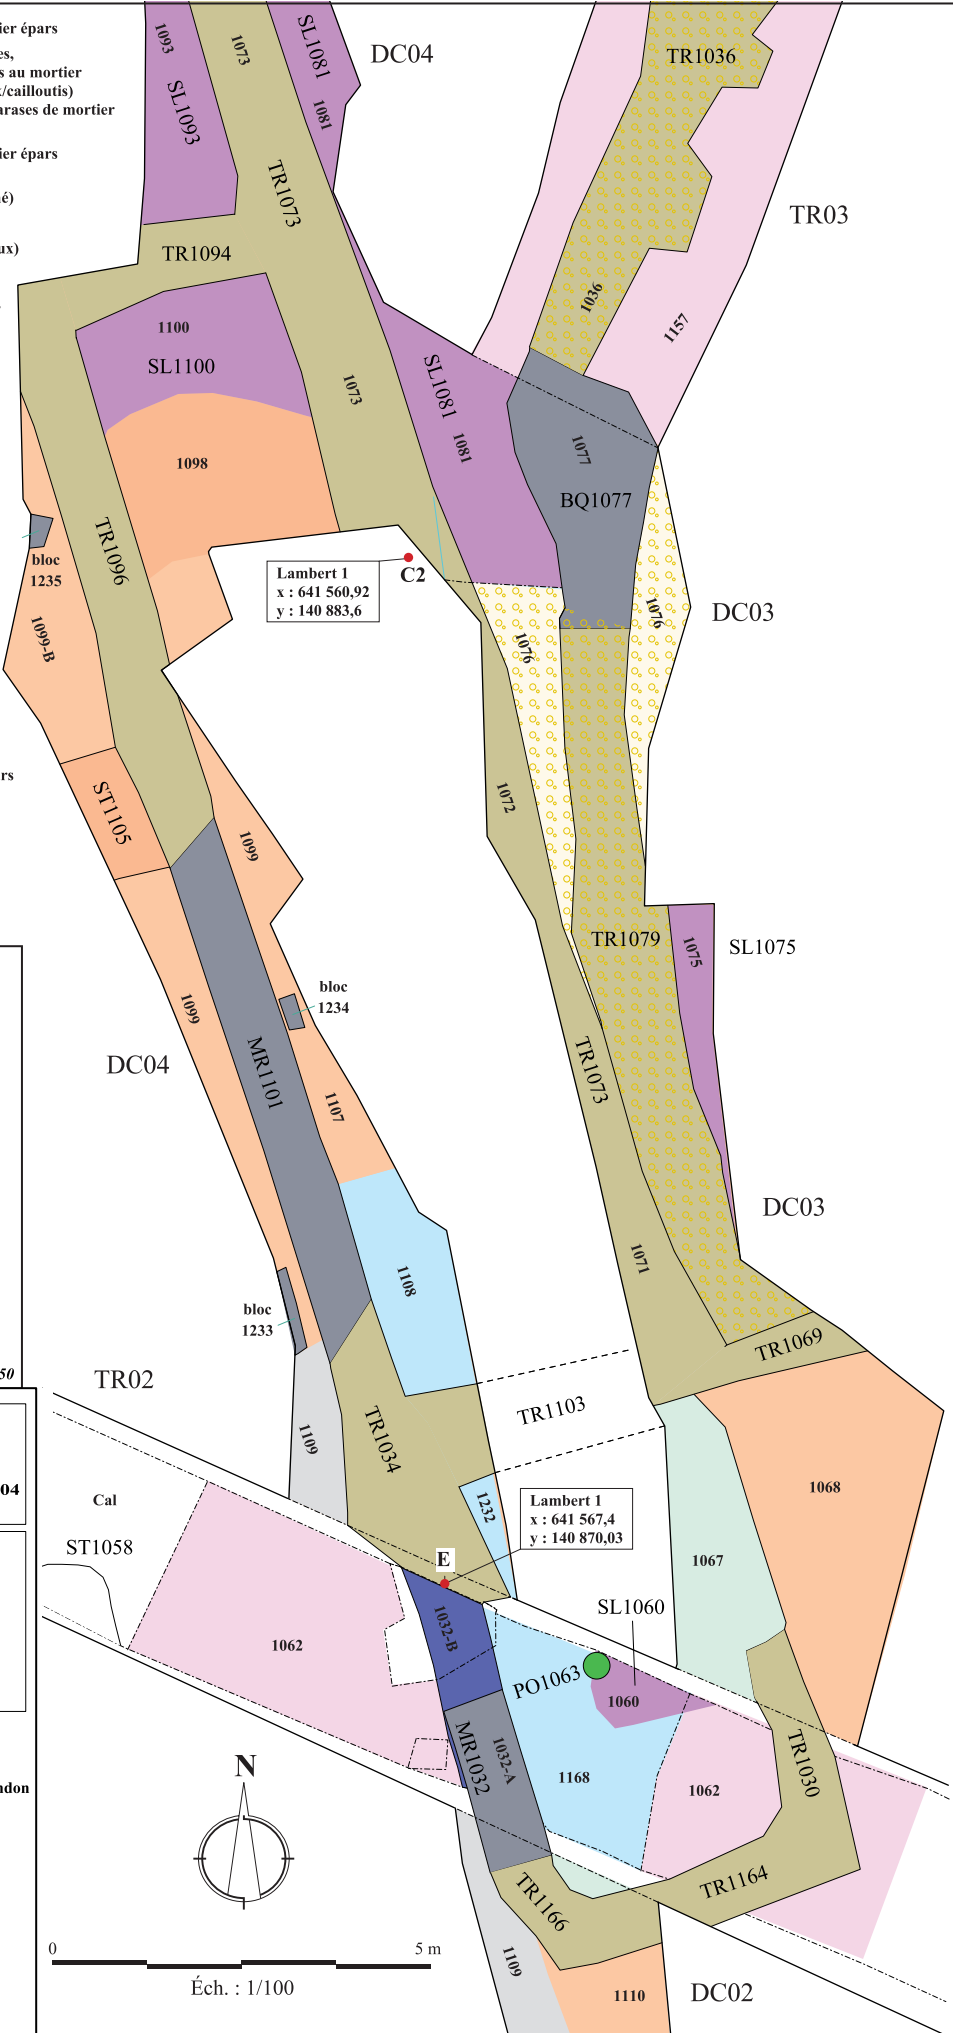 ier épars
es,
s au mortier
x/cailloutis)
arases de mortier
ier épars
é)
ux)
rs
50
04
ndon
1093
SL1093
1073
SL1081
1081
DC04
TR1036
TR03
TR1073
TR1094
1036
1157
1100
SL1100
1073
SL1081
1081
1077
BQ1077
1098
TR1096
bloc
1235
Lambert 1
x : 641 560,92
y : 140 883,6
C2
1099-B
1076
1076
DC03
ST1105
1072
1099
TR1079
1075
SL1075
1099
bloc
1234
DC04
MR1101
TR1073
1107
DC03
1108
1071
bloc
1233
TR1069
TR02
TR1103
1109
TR1034
1068
Cal
1232
Lambert 1
x : 641 567,4
y : 140 870,03
ST1058
E
1067
SL1060
1032-B
1062
PO1063
1060
MR1032
1032-A
TR1030
1168
1062
N
TR1164
TR1166
1109
0
5 m
Éch. : 1/100
1110
DC02